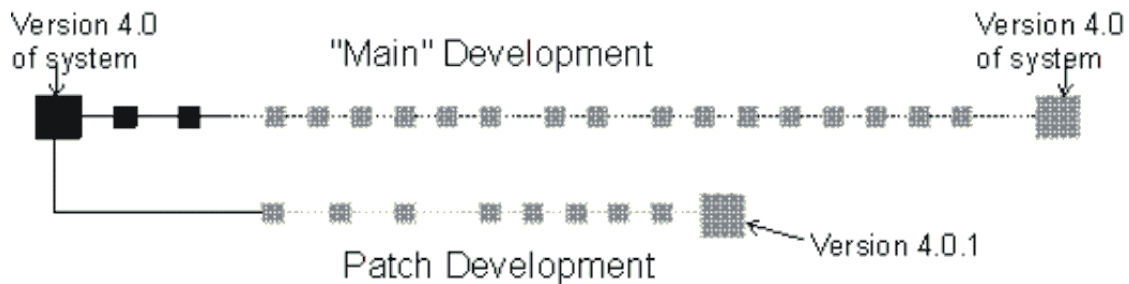 Version 4.0
of system
"Main" Development
Version 4.0
of system
Version 4.0.1
Patch Development